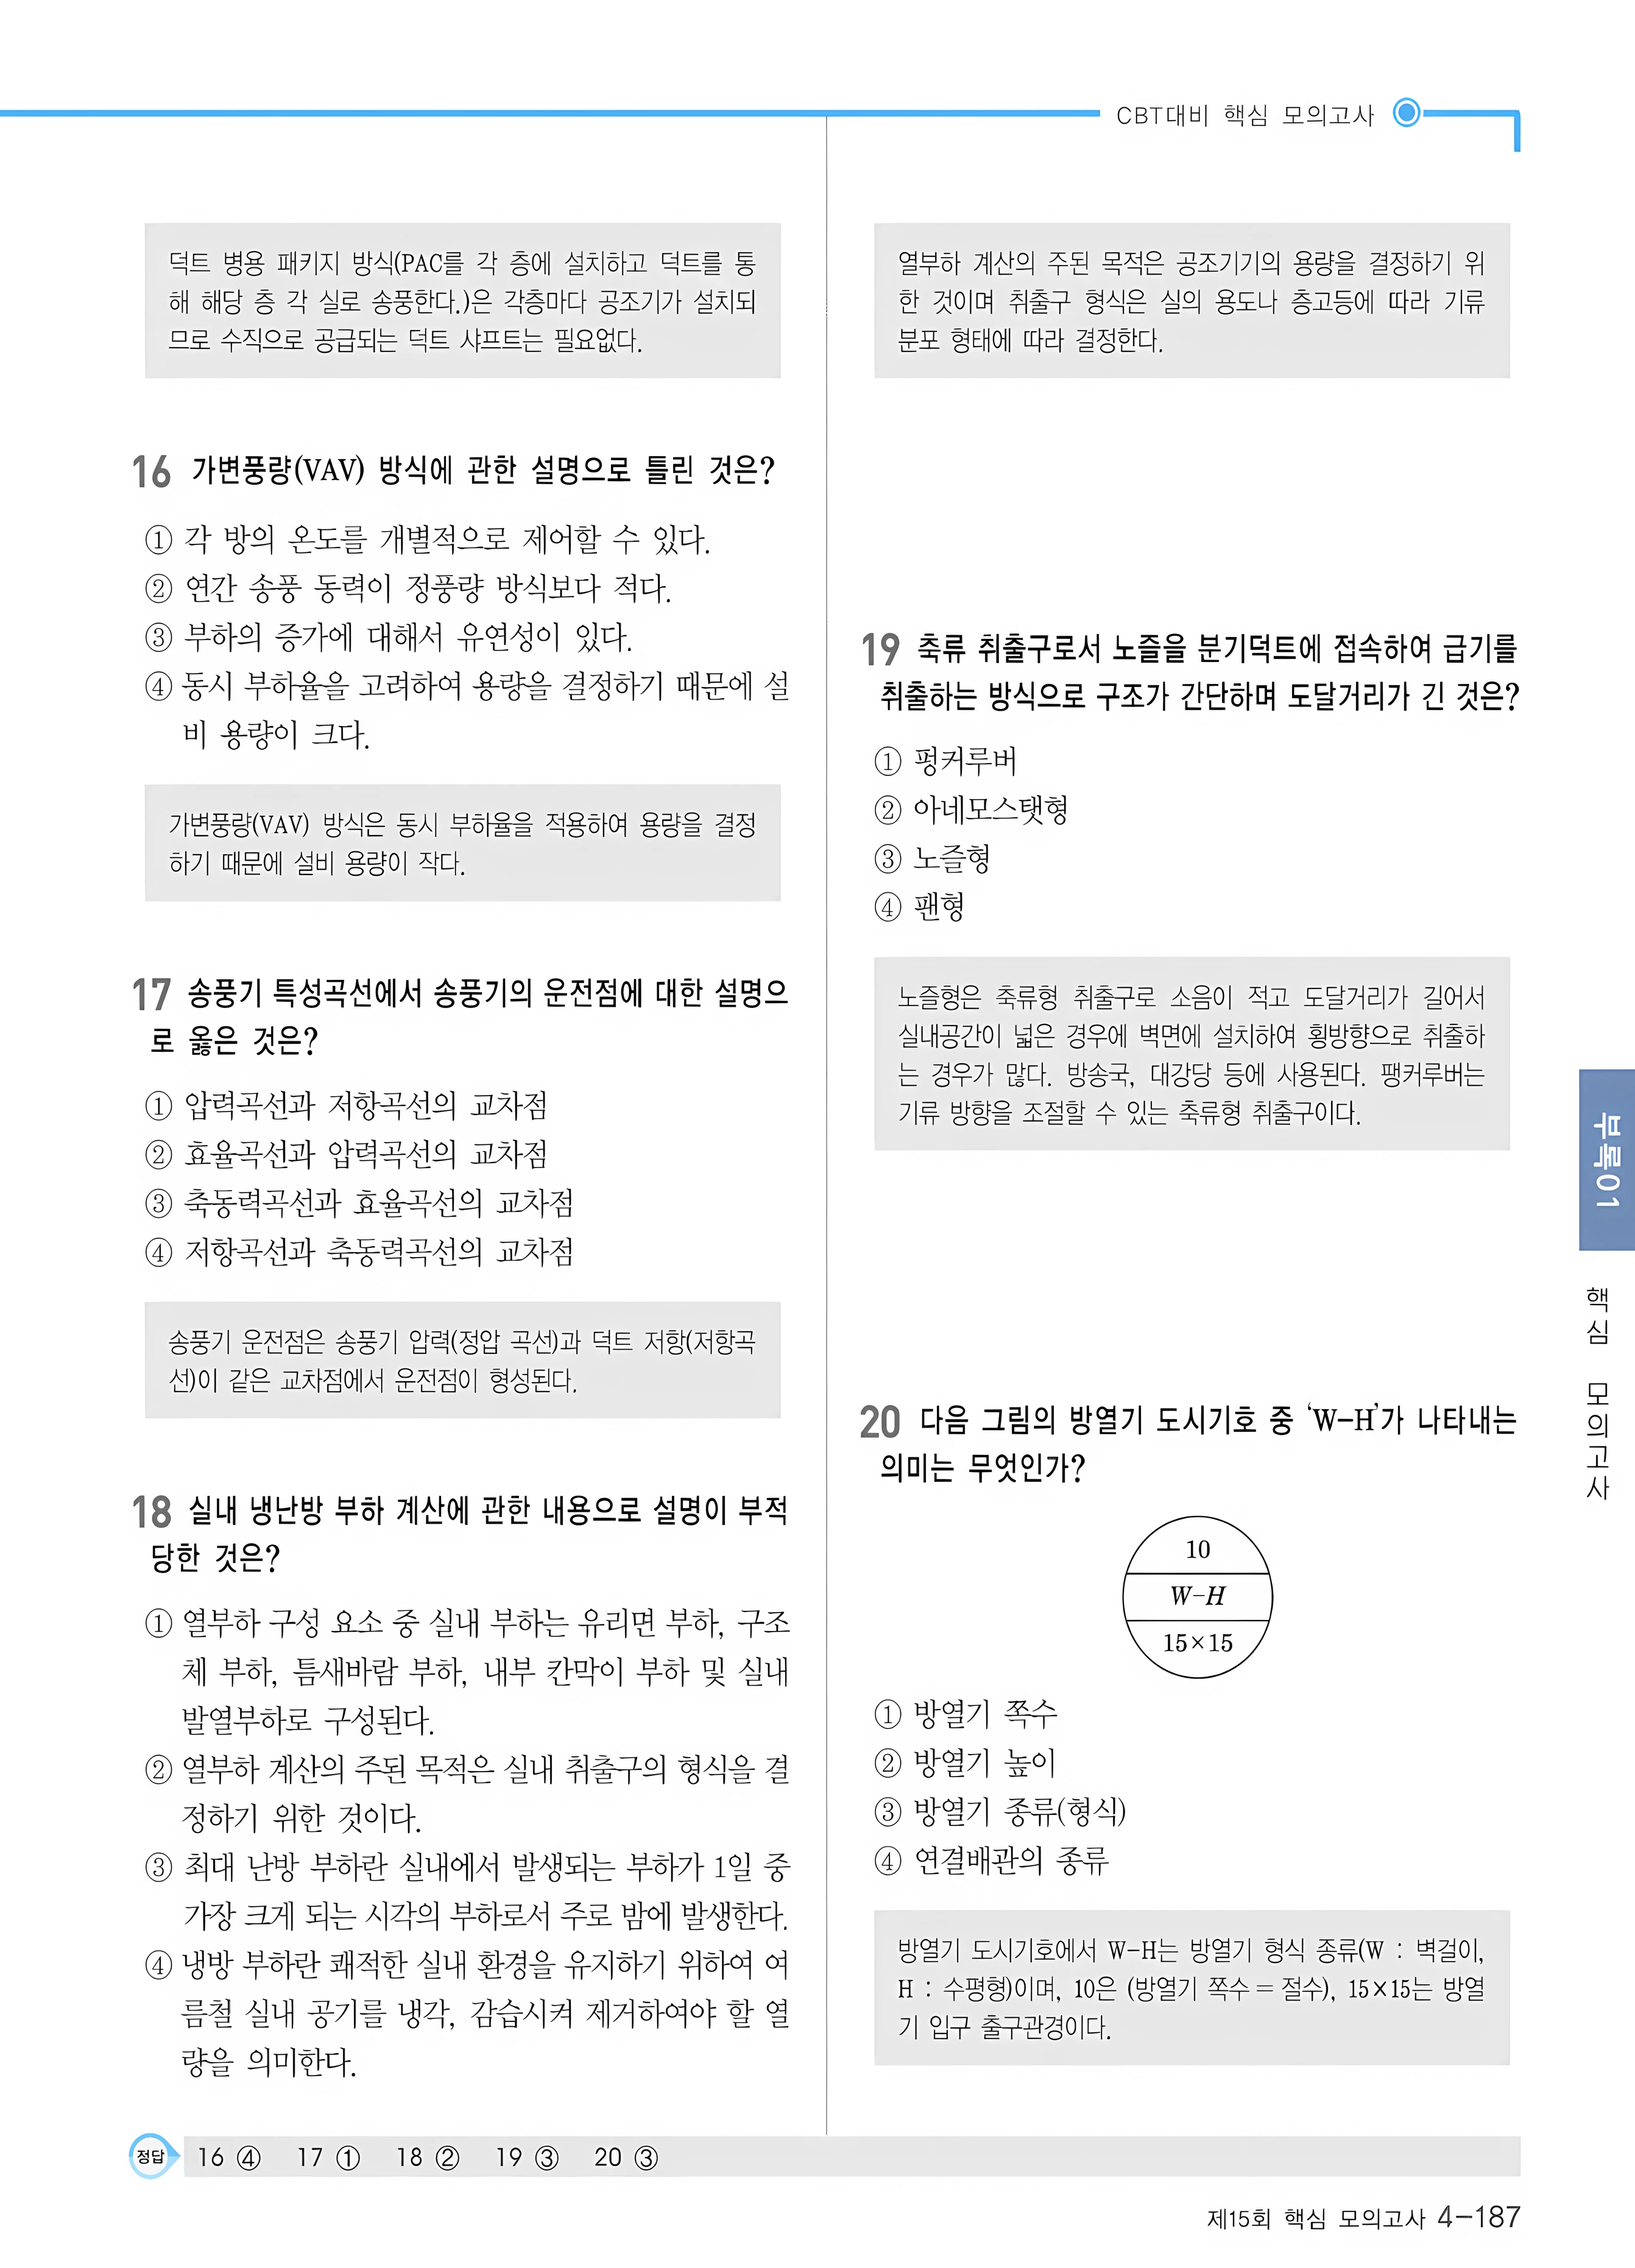 CBT대비 핵심 모의고사
덕트 병용 패키지 방식(PAC를 각 층에 설치하고 덕트를 통
해 해당 층 각 실로 송풍한다.)은 각층마다 공조기가 설치되
므로 수직으로 공급되는 덕트 샤프트는 필요없다.
16 가변풍량(VAV) 방식에 관한 설명으로 틀린 것은?
① 각 방의 온도를 개별적으로 제어할 수 있다.
② 연간 송풍 동력이 정풍량 방식보다 적다.
③ 부하의 증가에 대해서 유연성이 있다.
④ 동시 부하율을 고려하여 용량을 결정하기 때문에 설
비 용량이 크다.
가변풍량(VAV) 방식은 동시 부하율을 적용하여 용량을 결정
하기 때문에 설비 용량이 작다.
17 송풍기 특성곡선에서 송풍기의 운전점에 대한 설명으
로 옳은 것은?
① 압력곡선과 저항곡선의 교차점
② 효율곡선과 압력곡선의 교차점
③ 축동력곡선과 효율곡선의 교차점
④ 저항곡선과 축동력곡선의 교차점
송풍기 운전점은 송풍기 압력(정압 곡선)과 덕트 저항(저항곡
선)이 같은 교차점에서 운전점이 형성된다.
18 실내 냉난방 부하 계산에 관한 내용으로 설명이 부적
당한 것은?
① 열부하 구성 요소 중 실내 부하는 유리면 부하, 구조
체 부하, 틈새바람 부하, 내부 칸막이 부하 및 실내
발열부하로 구성된다.
② 열부하 계산의 주된 목적은 실내 취출구의 형식을 결
정하기 위한 것이다.
③ 최대 난방 부하란 실내에서 발생되는 부하가 1일 중
가장 크게 되는 시각의 부하로서 주로 밤에 발생한다.
④ 냉방 부하란 쾌적한 실내 환경을 유지하기 위하여 여
름철 실내 공기를 냉각, 감습시켜 제거하여야 할 열
량을 의미한다.
열부하 계산의 주된 목적은 공조기기의 용량을 결정하기 위
한 것이며 취출구 형식은 실의 용도나 층고등에 따라 기류
분포 형태에 따라 결정한다.
19 축류 취출구로서 노즐을 분기덕트에 접속하여 급기를
취출하는 방식으로 구조가 간단하며 도달거리가 긴 것은?
① 펑커루버
② 아네모스탯형
③ 노즐형
④ 팬형
노즐형은 축류형 취출구로 소음이 적고 도달거리가 길어서
실내공간이 넓은 경우에 벽면에 설치하여 횡방향으로 취출하
는 경우가 많다. 방송국, 대강당 등에 사용된다. 팽커루버는
기류 방향을 조절할 수 있는 축류형 취출구이다.
20 다음 그림의 방열기 도시기호 중 ‘W-H’가 나타내는
의미는 무엇인가?
10
W-H
15×15
① 방열기 쪽수
② 방열기 높이
③ 방열기 종류(형식)
④ 연결배관의 종류
방열기 도시기호에서 W-H는 방열기 형식 종류(W : 벽걸이,
H : 수평형)이며, 10은 (방열기 쪽수 = 절수), 15×15는 방열
기 입구 출구관경이다.
부록01
핵심 모의고사
정답 16 ④ 17 ① 18 ② 19 ③ 20 ③
제15회 핵심 모의고사 4-187